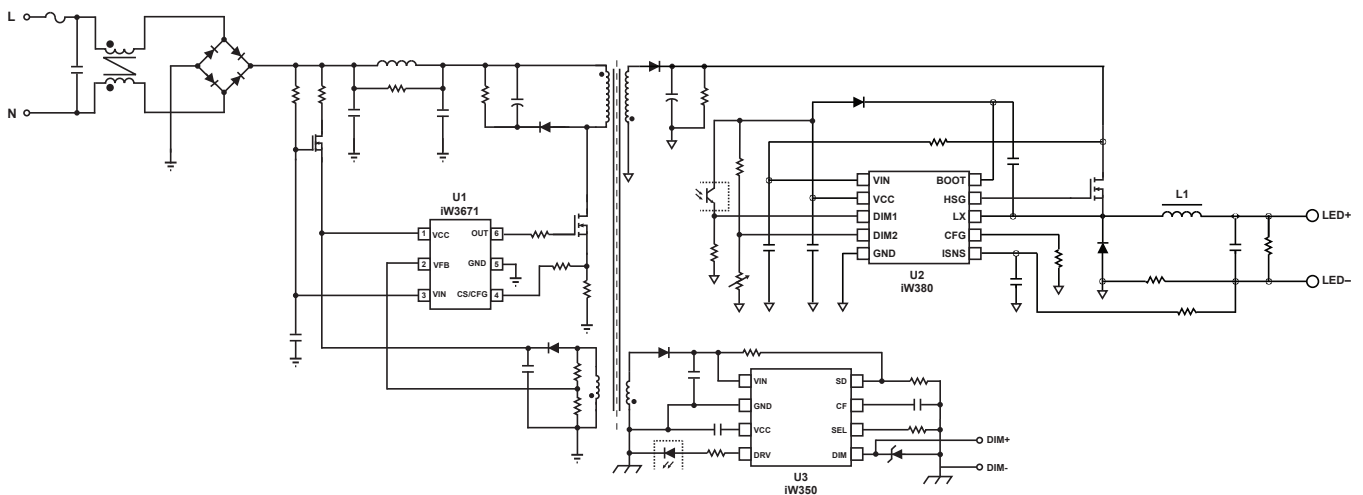 L
N
U1
iW3671
1 VCC
OUT 6
2 VFB
GND 5
3 VIN
CS/CFG 4
VIN
BOOT
VCC
HSG
DIM1
LX
DIM2
CFG
GND
ISNS
U2
iW380
L1
LED+
LED–
VIN
SD
GND
CF
VCC
SEL
DRV
DIM
U3
iW350
DIM+
DIM-